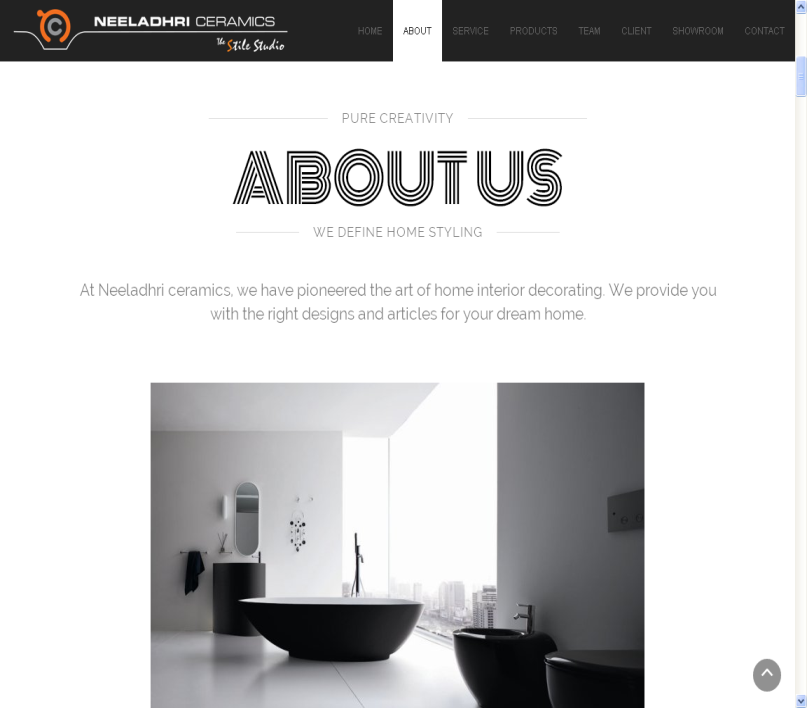 NEELADHRI CERAMICS
The Stile Studio
HOME ABOUT SERVICE PRODUCTS TEAM CLIENT SHOWROOM CONTACT
PURE CREATIVITY
ABOUT US
WE DEFINE HOME STYLING
At Neeladhri ceramics, we have pioneered the art of home interior decorating. We provide you
with the right designs and articles for your dream home.